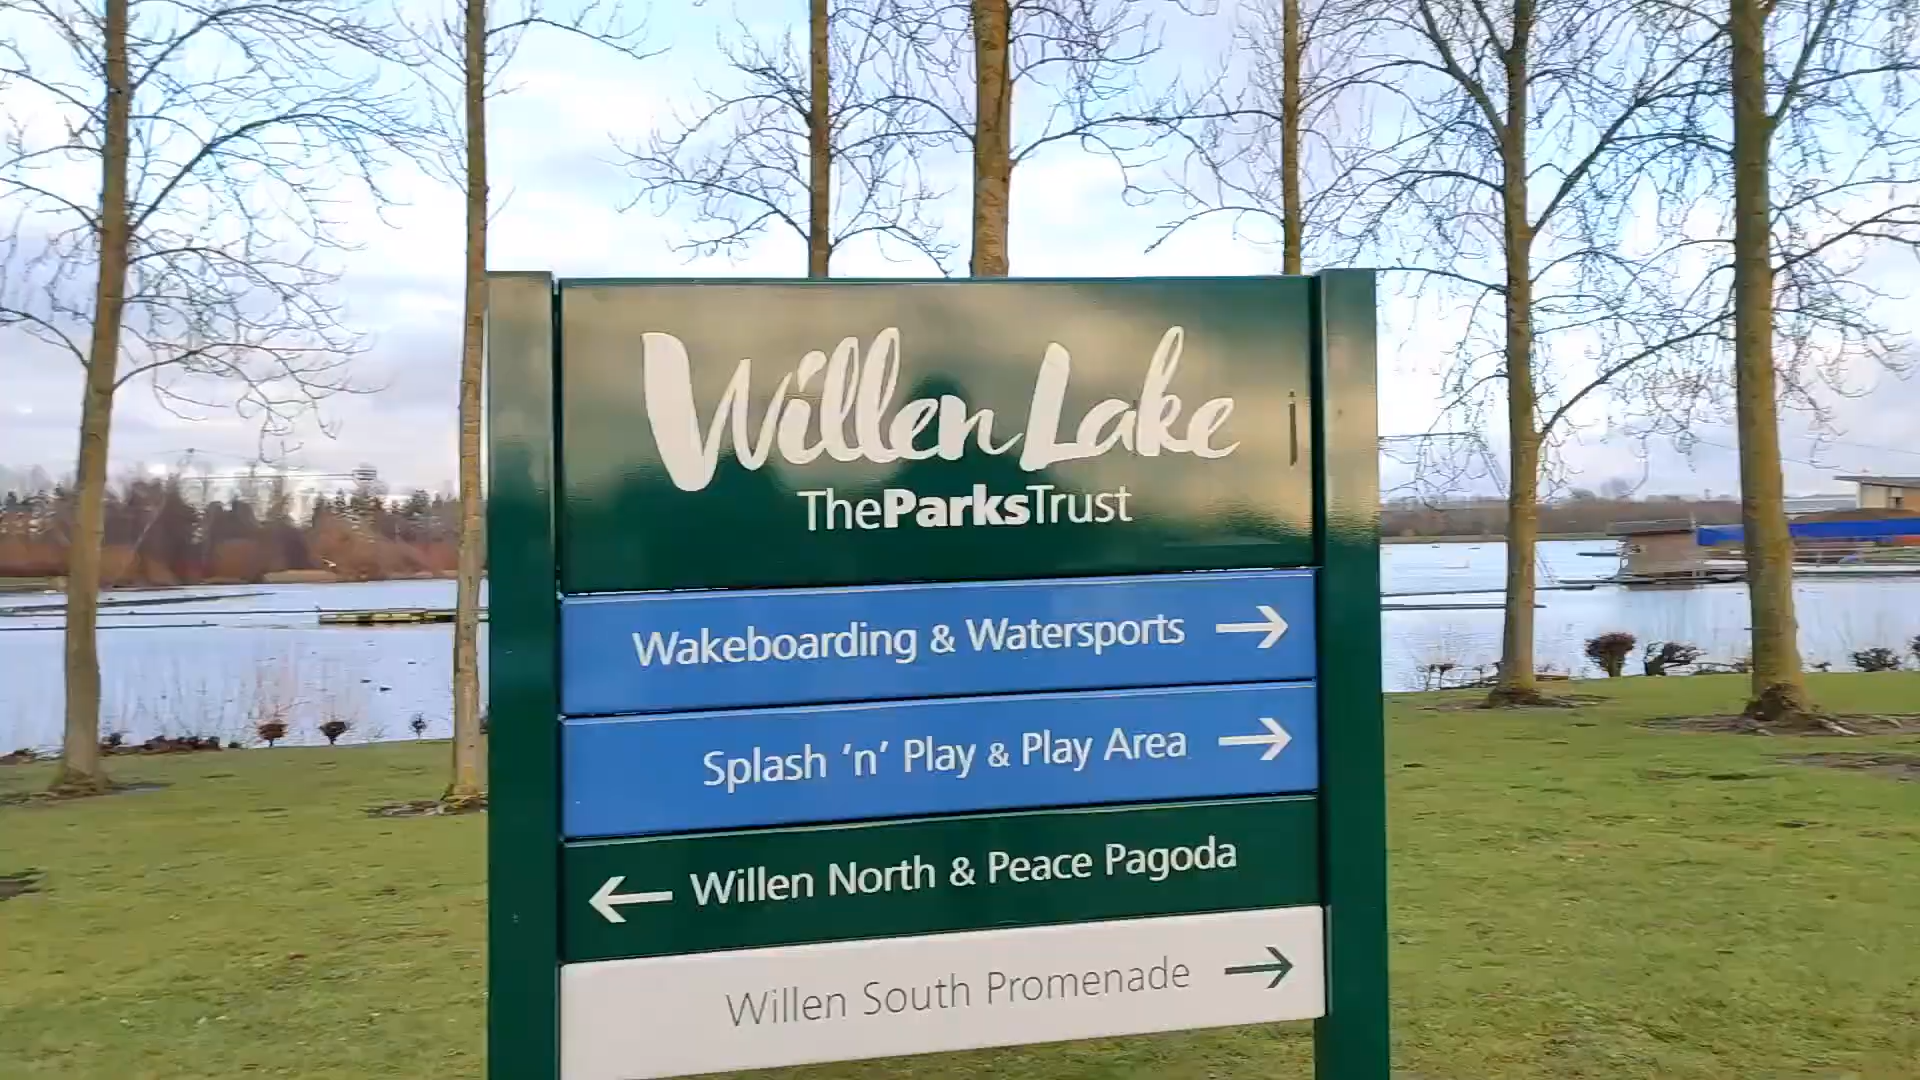 Willen Lake
TheParksTrust
Wakeboarding & Watersports →
Splash ‘n’ Play & Play Area →
← Willen North & Peace Pagoda
Willen South Promenade →